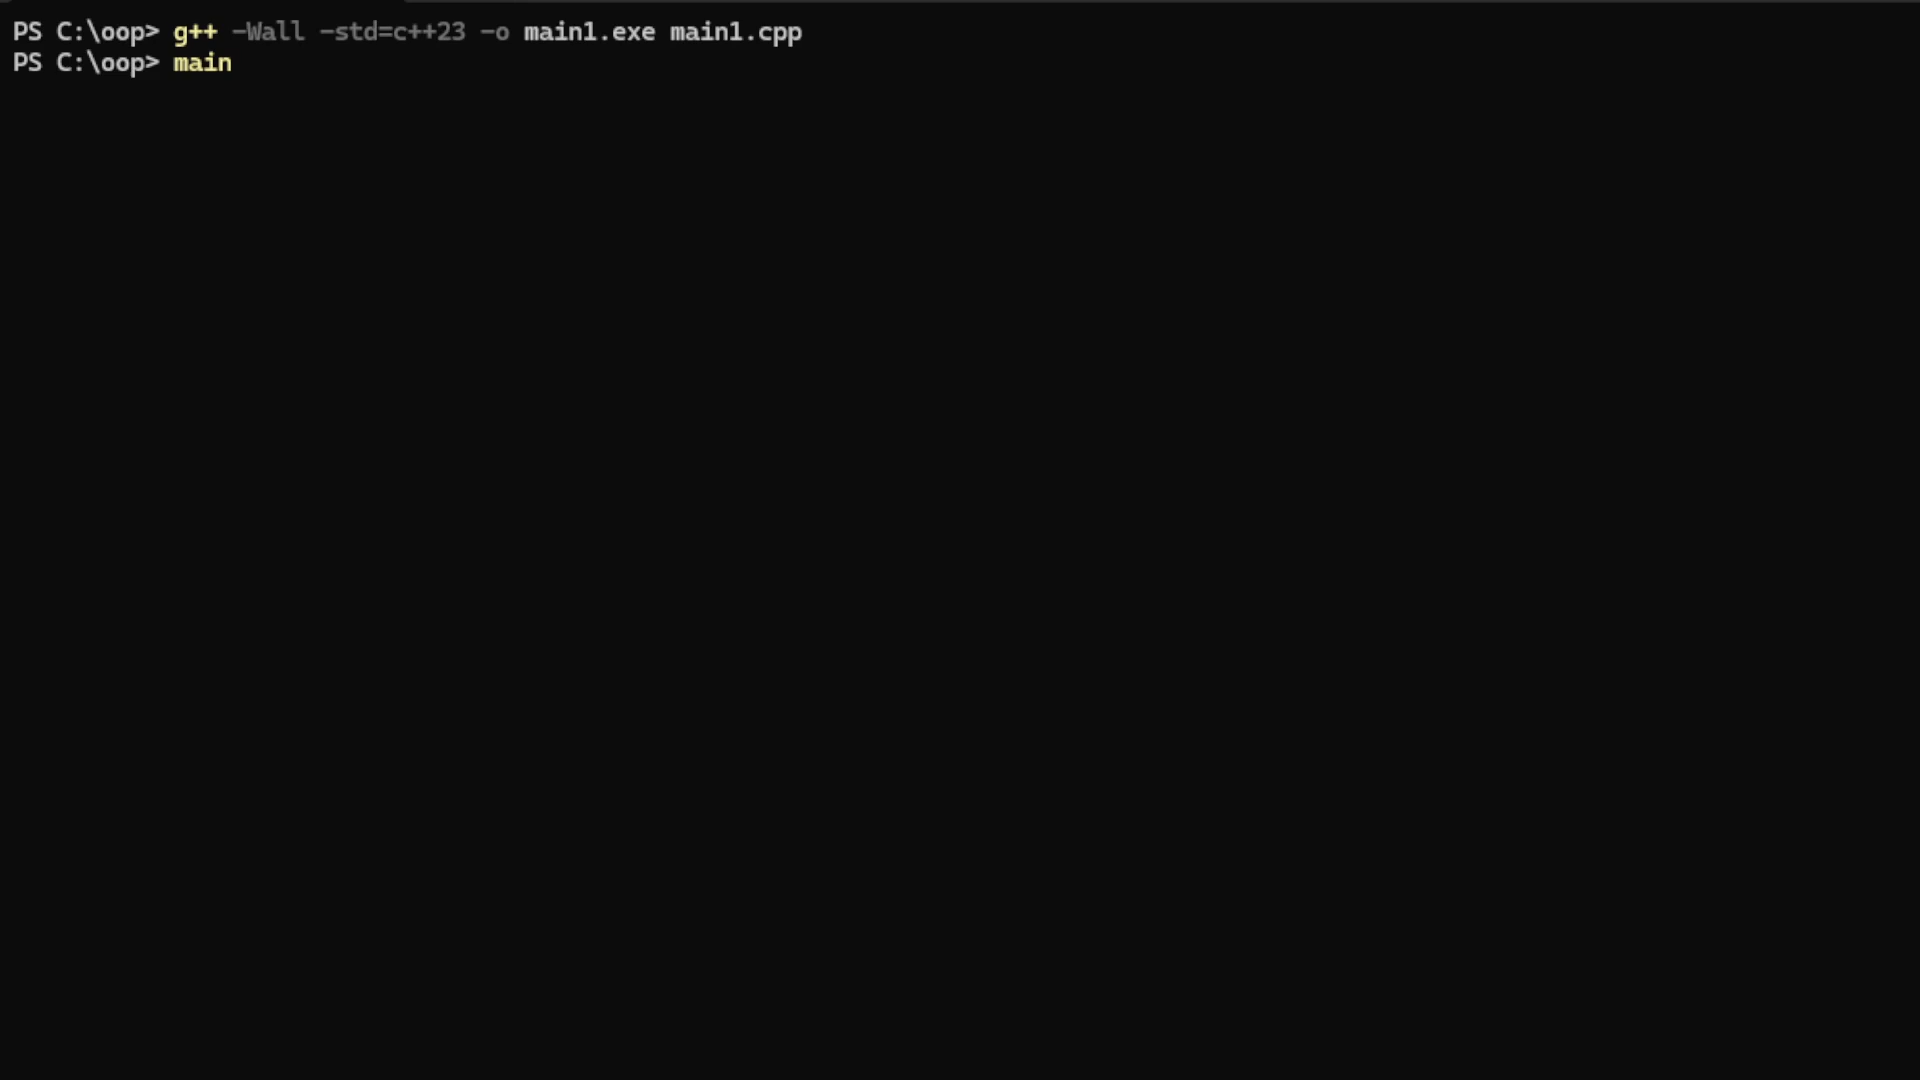 PS C:\oop> g++ -Wall -std=c++23 -o main1.exe main1.cpp
PS C:\oop> main